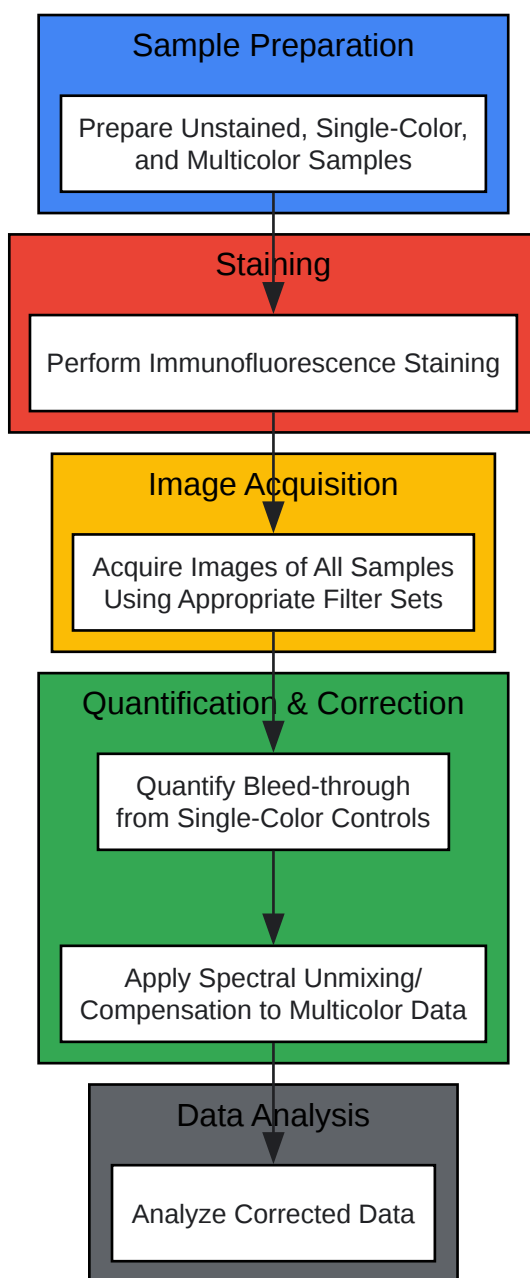 Sample Preparation
Prepare Unstained, Single-Color,
and Multicolor Samples
Staining
Perform Immunofluorescence Staining
Image Acquisition
Acquire Images of All Samples
Using Appropriate Filter Sets
Quantification & Correction
Quantify Bleed-through
from Single-Color Controls
Apply Spectral Unmixing/
Compensation to Multicolor Data
Data Analysis
Analyze Corrected Data